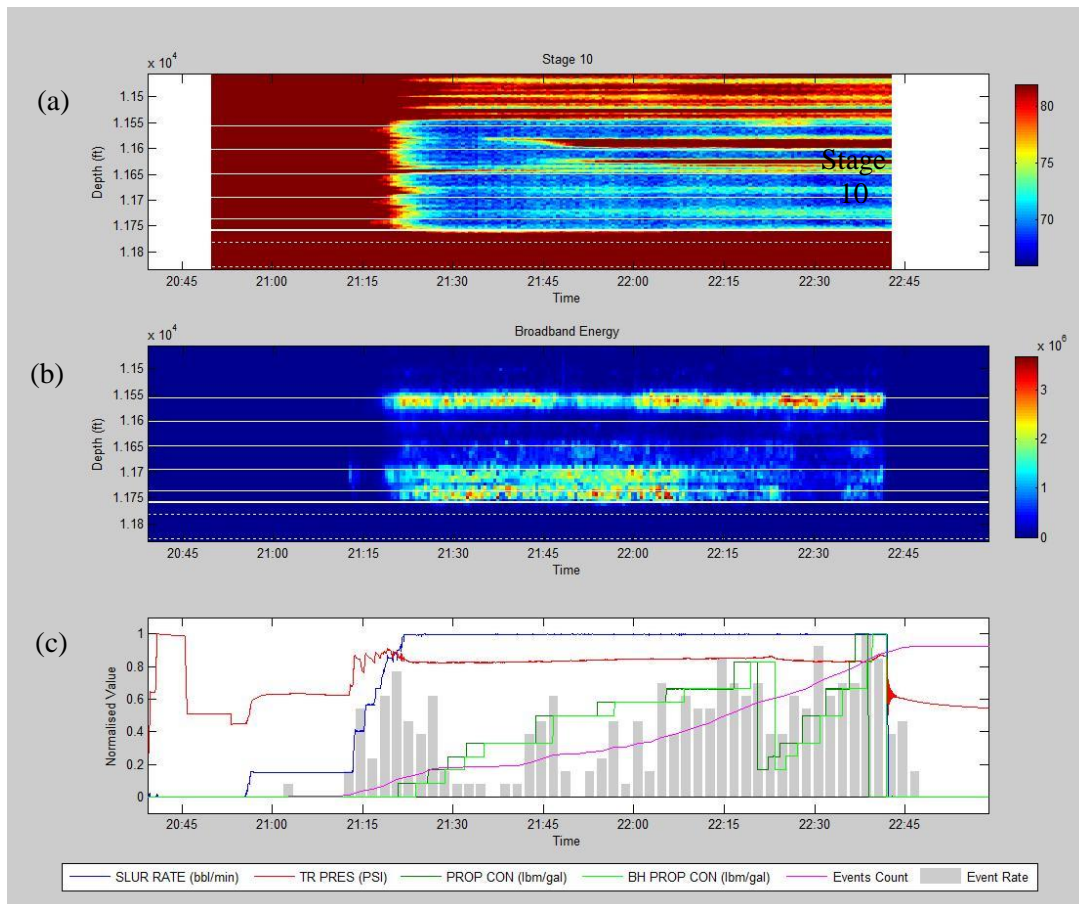 Stage 10
x 10^4
(a)
1.15
1.155
1.16
1.165
1.17
1.175
1.18
Depth (ft)
Stage
10
80
75
70
20:45 21:00 21:15 21:30 21:45 22:00 22:15 22:30 22:45
Time
Broadband Energy
x 10^4
x 10^6
(b)
1.15
1.155
1.16
1.165
1.17
1.175
1.18
Depth (ft)
3
2
1
0
20:45 21:00 21:15 21:30 21:45 22:00 22:15 22:30 22:45
Time
(c)
1
0.8
0.6
0.4
0.2
0
Normalised Value
20:45 21:00 21:15 21:30 21:45 22:00 22:15 22:30 22:45
Time
SLUR RATE (bbl/min) TR PRES (PSI) PROP CON (lbm/gal) BH PROP CON (lbm/gal) Events Count Event Rate